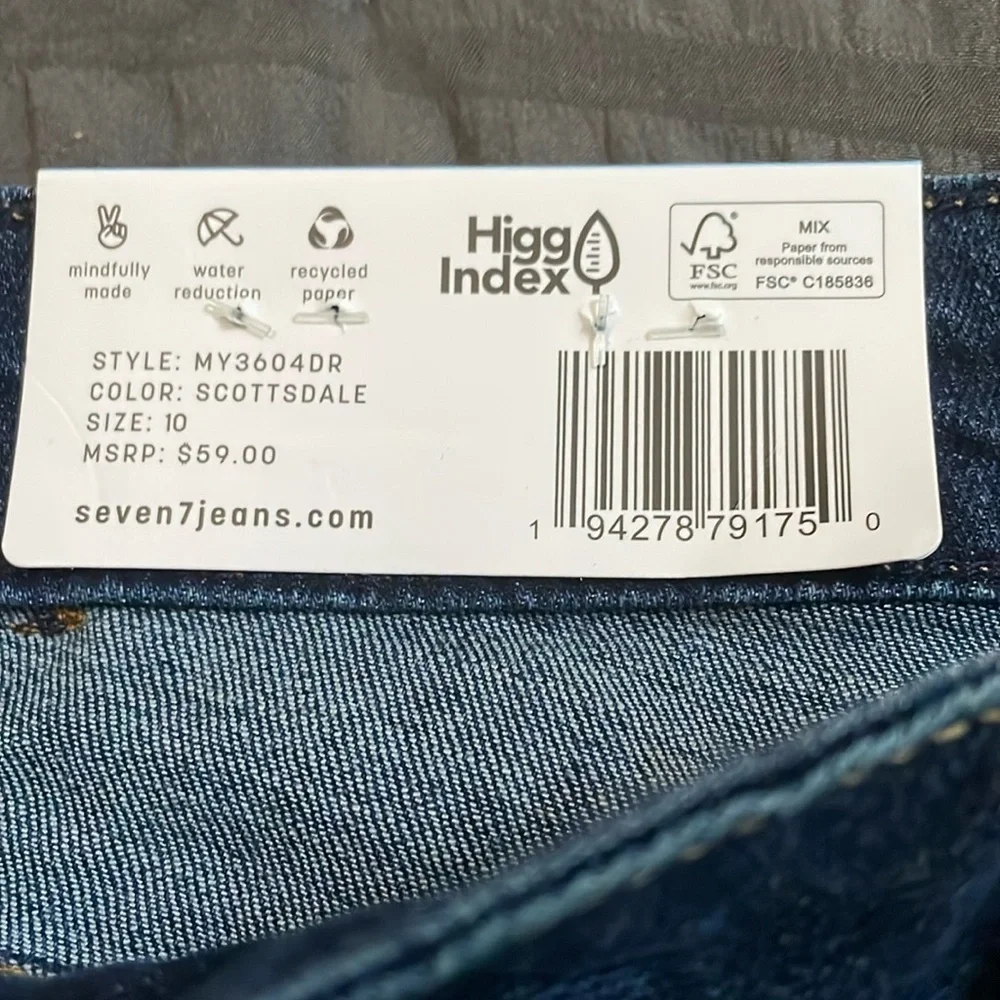 mindfully
made
water
reduction
recycled
paper
Higg
Index
FSC®
www.fsc.org
MIX
Paper from
responsible sources
FSC® C185836
STYLE: MY3604DR
COLOR: SCOTTSDALE
SIZE: 10
MSRP: $59.00
seven7jeans.com
1 94278 79175 0